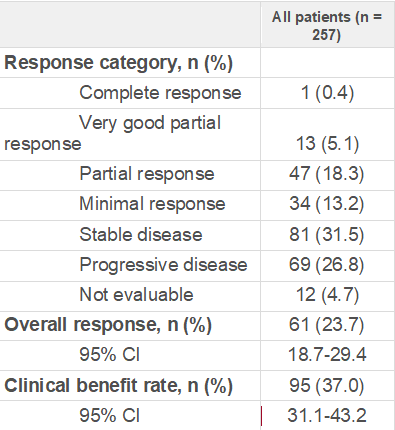 All patients (n =
257)
Response category, n (%)
Complete response 1 (0.4)
Very good partial
response 13 (5.1)
Partial response 47 (18.3)
Minimal response 34 (13.2)
Stable disease 81 (31.5)
Progressive disease 69 (26.8)
Not evaluable 12 (4.7)
Overall response, n (%) 61 (23.7)
95% CI 18.7-29.4
Clinical benefit rate, n (%) 95 (37.0)
95% CI 31.1-43.2